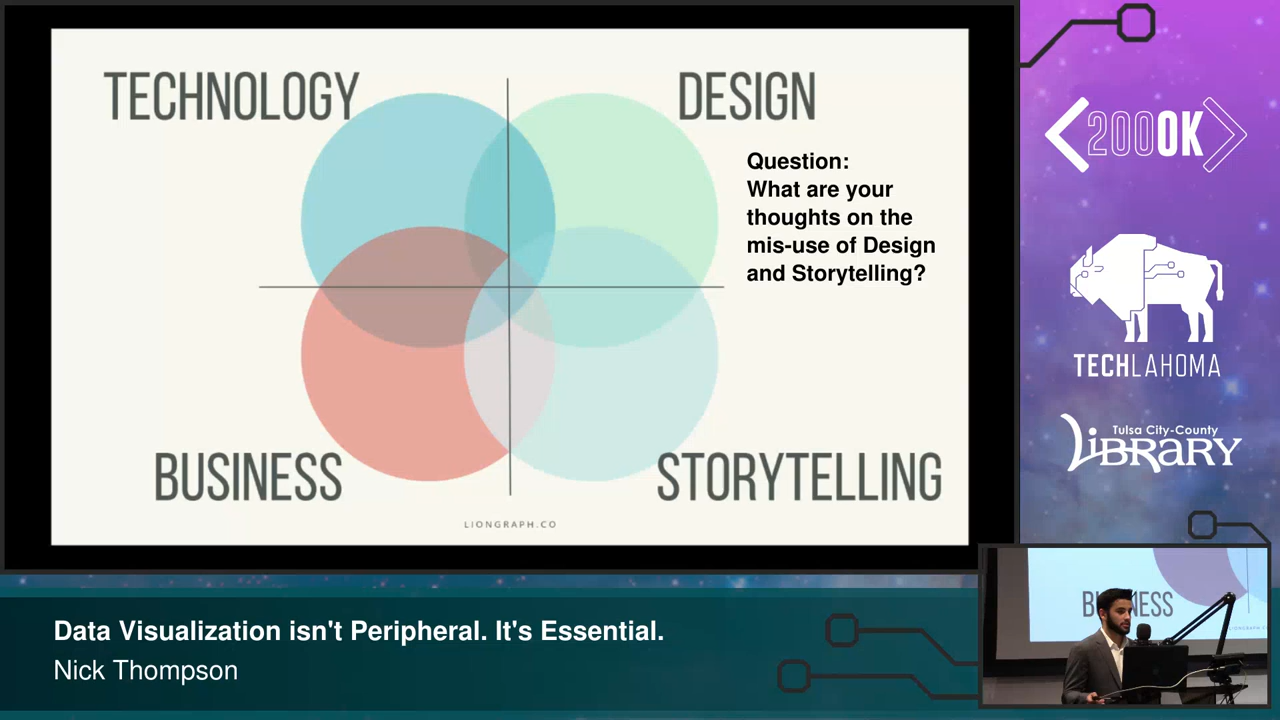 TECHNOLOGY
DESIGN
Question:
What are your
thoughts on the
mis-use of Design
and Storytelling?
BUSINESS
STORYTELLING
LIONGRAPH.CO
<200OK>
TECHLAHOMA
Tulsa City-County
LIBRARY
Data Visualization isn't Peripheral. It's Essential.
Nick Thompson